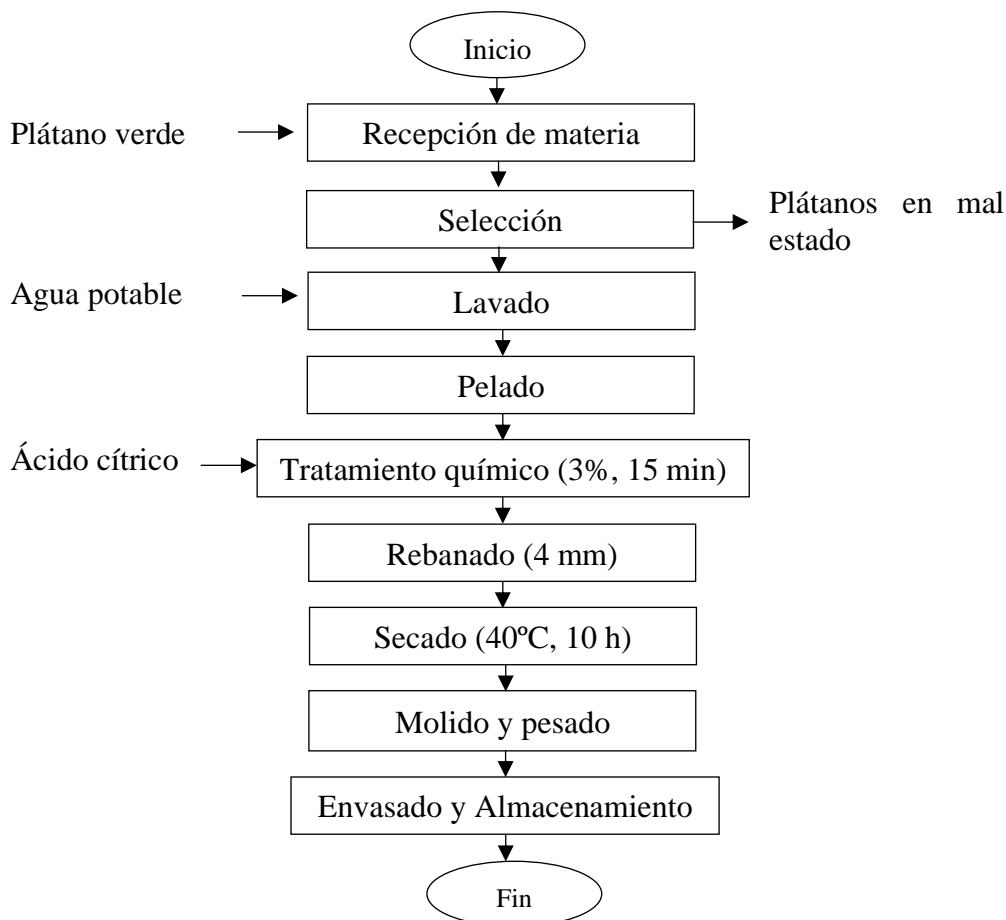 Inicio
Plátano verde
Recepción de materia
Selección
Plátanos en mal
estado
Agua potable
Lavado
Pelado
Ácido cítrico
Tratamiento químico (3%, 15 min)
Rebanado (4 mm)
Secado (40ºC, 10 h)
Molido y pesado
Envasado y Almacenamiento
Fin